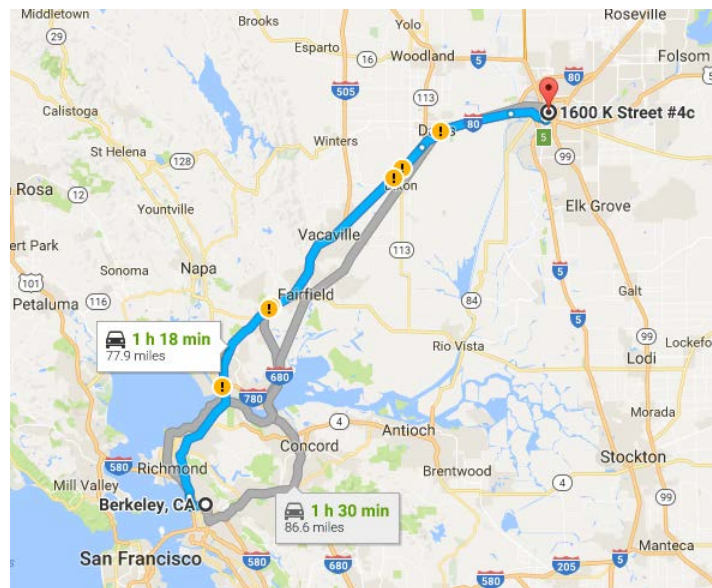 Middletown
Brooks
Yolo
Roseville
29
Esparto
16
Woodland
5
80
Folsom
505
113
Calistoga
80
1600 K Street #4c
Winters
5
St Helena
128
99
a Rosa
12
Yountville
Elk Grove
Vacaville
ert Park
113
Sonoma
Napa
5
101
Petaluma
116
Fairfield
84
Galt
99
1 h 18 min
77.9 miles
Rio Vista
Lockefo
680
Lodi
780
Morada
4
Antioch
Concord
580
Richmond
Stockton
Mill Valley
Brentwood
4
Berkeley, CA
1 h 30 min
86.6 miles
99
Manteca
San Francisco
580
680
580
205
5